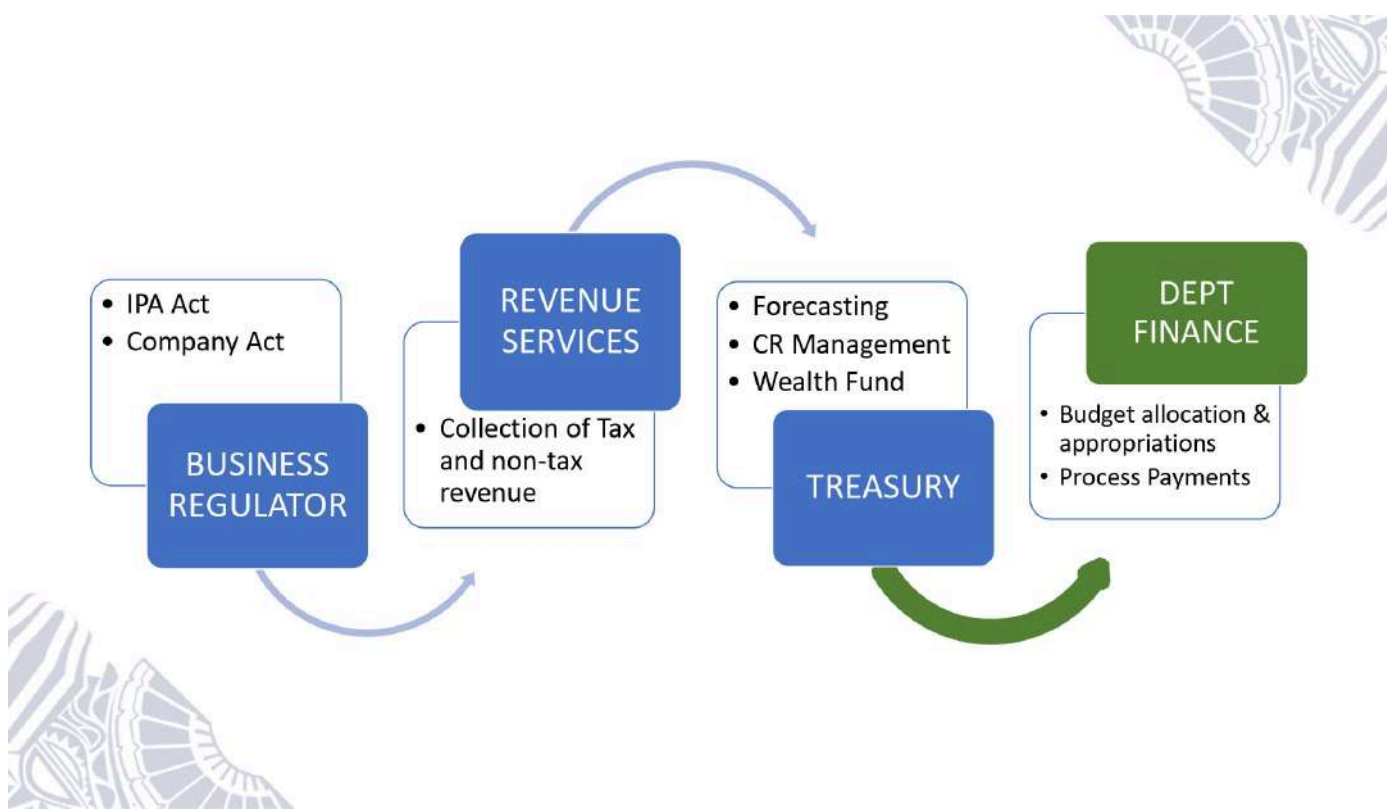 • IPA Act
• Company Act
BUSINESS
REGULATOR
REVENUE
SERVICES
• Collection of Tax
and non-tax
revenue
• Forecasting
• CR Management
• Wealth Fund
TREASURY
DEPT
FINANCE
• Budget allocation &
appropriations
• Process Payments